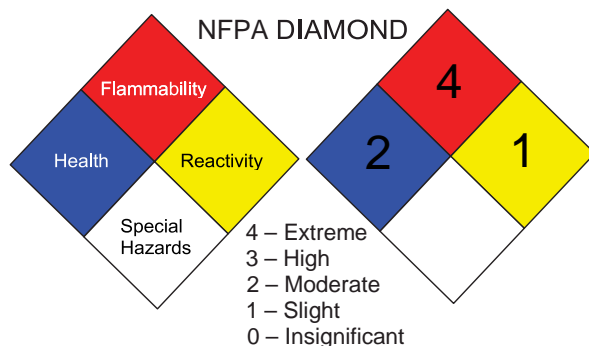 NFPA DIAMOND
Flammability
Health
Reactivity
Special
Hazards
4
2
1
4 – Extreme
3 – High
2 – Moderate
1 – Slight
0 – Insignificant